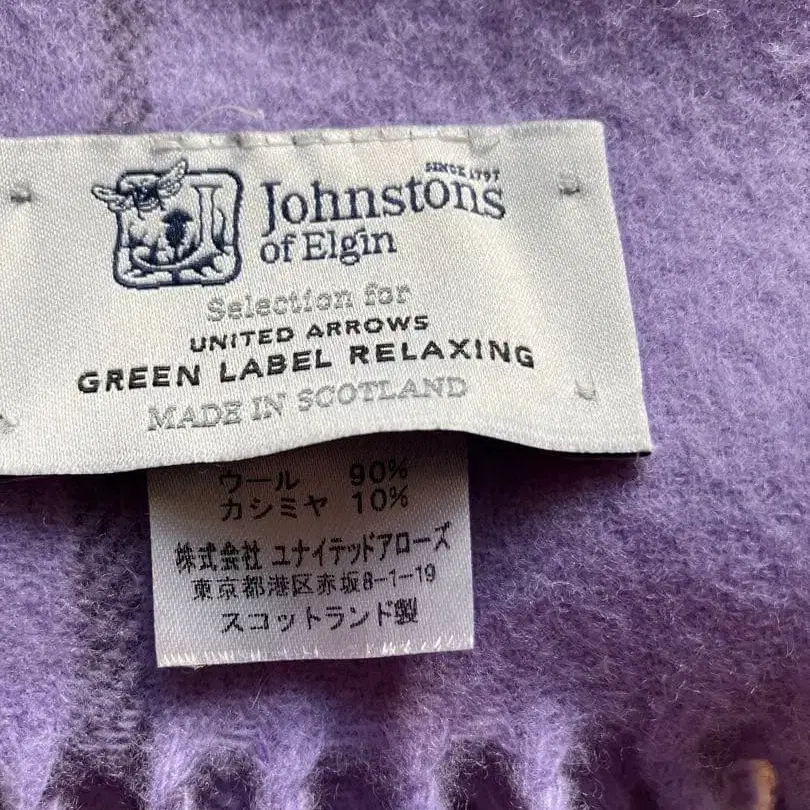 SINCE 1797
Johnstons
of Elgin
Selection for
UNITED ARROWS
GREEN LABEL RELAXING
MADE IN SCOTLAND
ウール 90%
カシミヤ 10%
株式会社 ユナイテッドアローズ
東京都港区赤坂8-1-19
スコットランド製